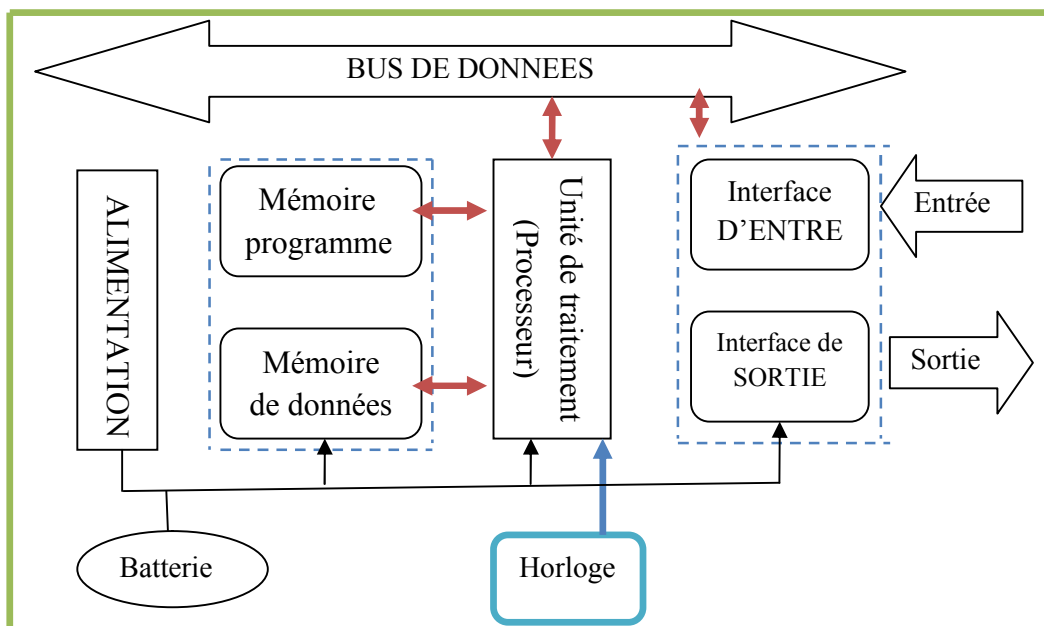 BUS DE DONNEES
ALIMENTATION
Mémoire
programme
Mémoire
de données
Unité de traitement
(Processeur)
Interface
D’ENTRE
Entrée
Interface de
SORTIE
Sortie
Batterie
Horloge